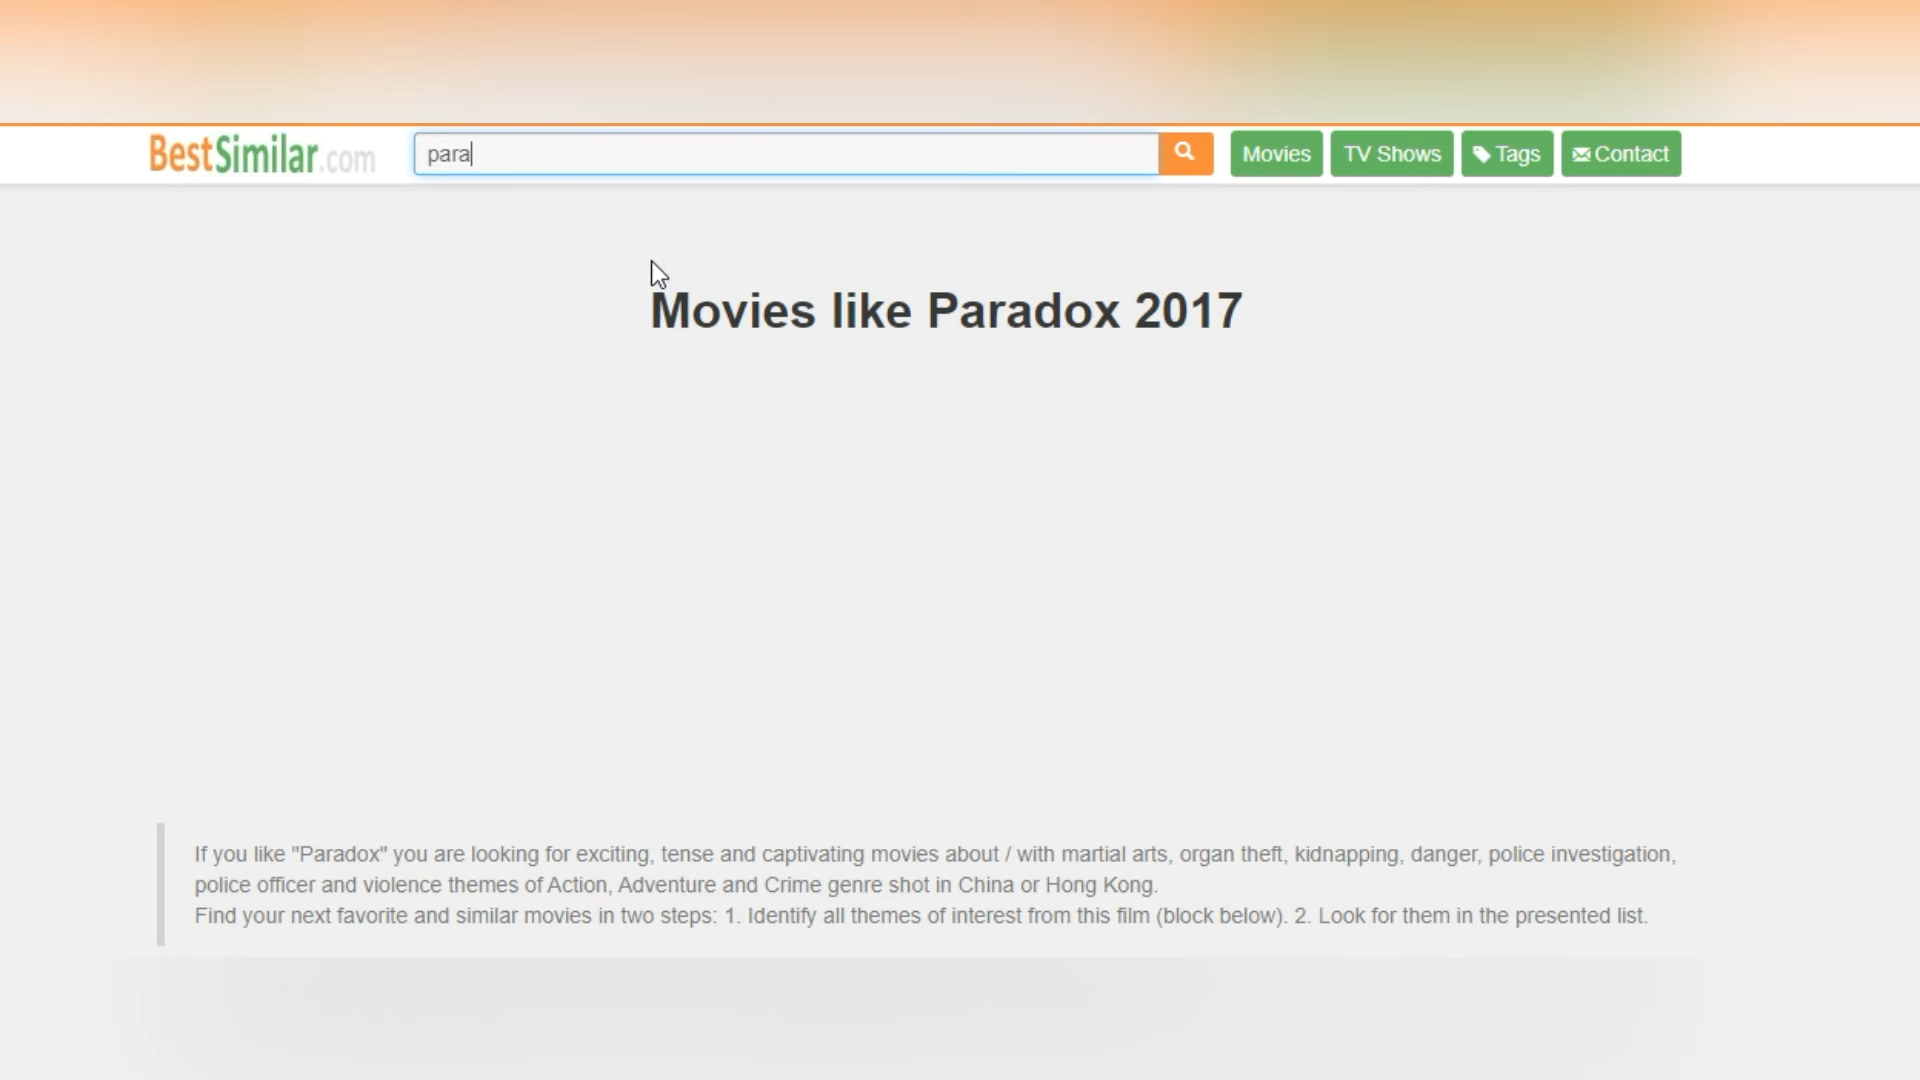 BestSimilar.com
para
Movies
TV Shows
Tags
Contact
Movies like Paradox 2017
If you like "Paradox" you are looking for exciting, tense and captivating movies about / with martial arts, organ theft, kidnapping, danger, police investigation,
police officer and violence themes of Action, Adventure and Crime genre shot in China or Hong Kong.
Find your next favorite and similar movies in two steps: 1. Identify all themes of interest from this film (block below). 2. Look for them in the presented list.